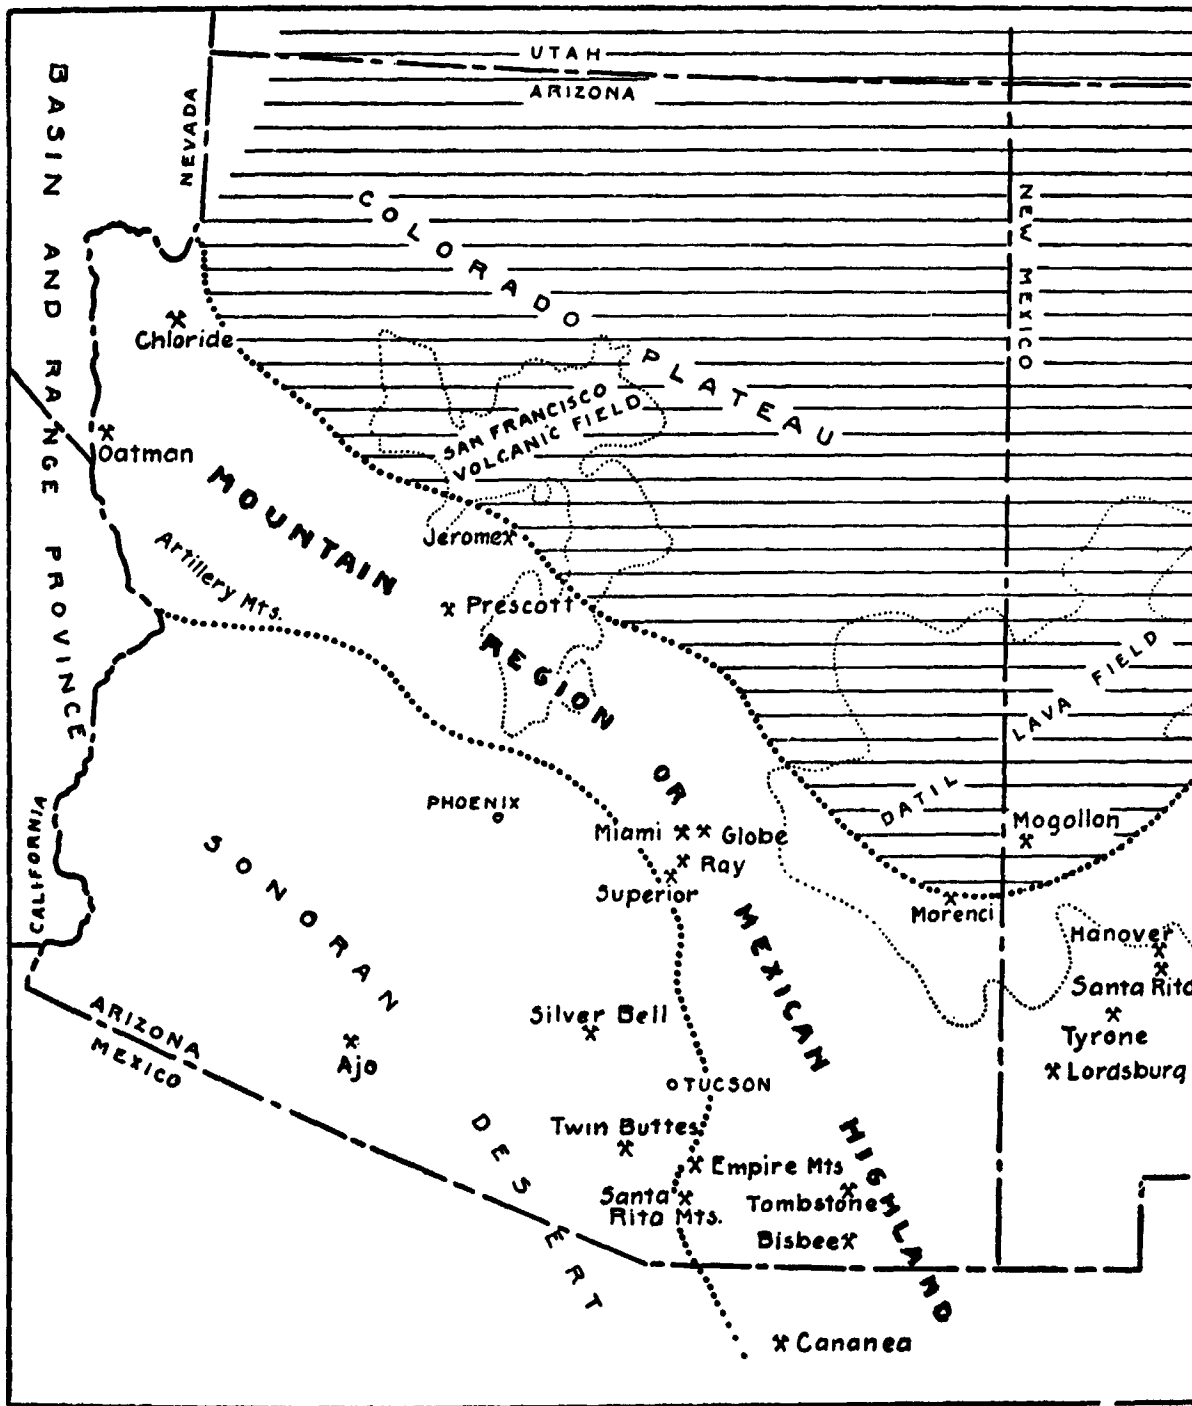 UTAH
ARIZONA
NEVADA
BASIN AND RANGE PROVINCE
COLORADO PLATEAU
NEW MEXICO
Chloride
SAN FRANCISCO
VOLCANIC FIELD
Oatman
MOUNTAIN REGION OR MEXICAN HIGHLAND
Jerome
Artillery Mts.
Prescott
DATIL LAVA FIELD
PHOENIX
CALIFORNIA
SONORAN DESERT
Miami
Globe
Ray
Superior
Mogollon
Morenci
Hanover
Santa Rita
Tyrone
Lordsburg
Silver Bell
ARIZONA
MEXICO
Ajo
TUCSON
Twin Buttes
Empire Mts
Santa
Rita Mts.
Tombstone
Bisbee
Cananea